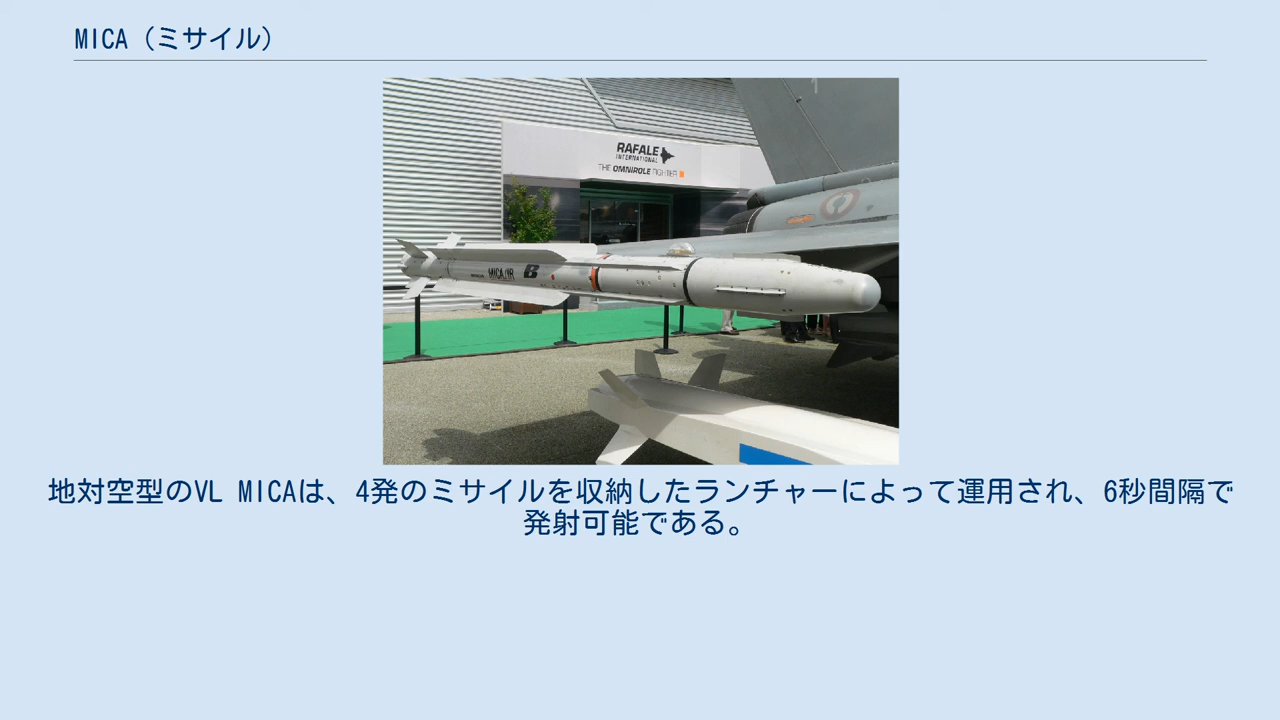 MICA（ミサイル）
RAFALE
INTERNATIONAL
THE OMNIROLE FIGHTER
MICA/IR
地対空型のVL MICAは、4発のミサイルを収納したランチャーによって運用され、6秒間隔で
発射可能である。